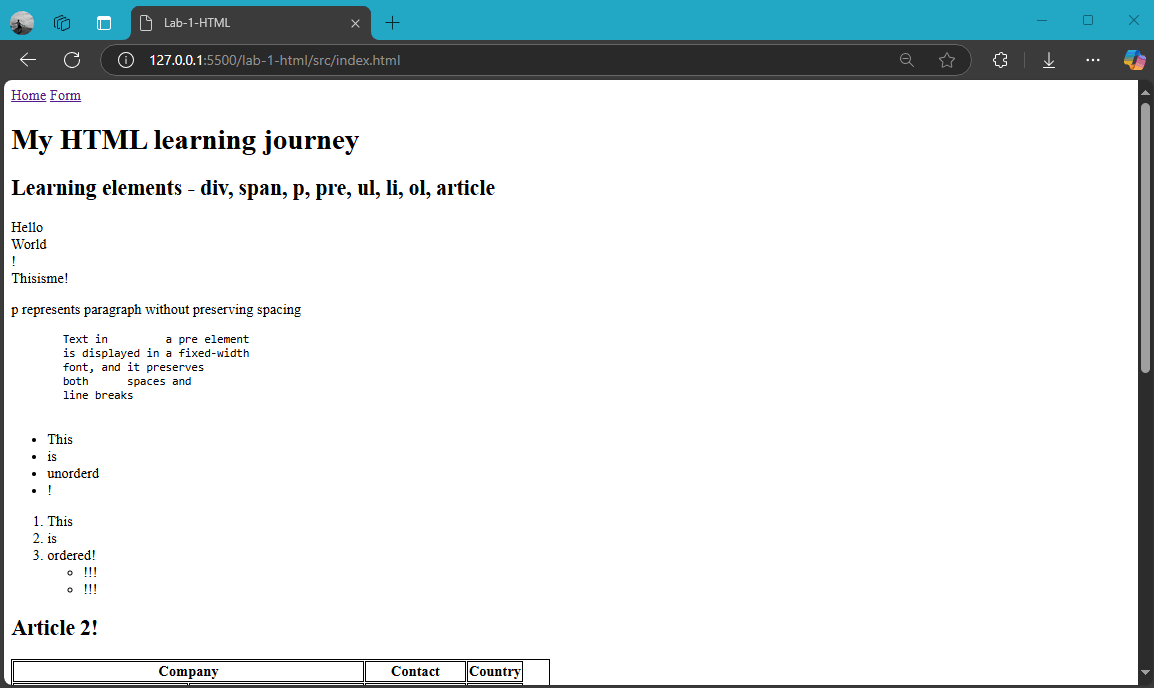 Lab-1-HTML
127.0.0.1:5500/lab-1-html/src/index.html
Home Form
My HTML learning journey
Learning elements - div, span, p, pre, ul, li, ol, article
Hello
World
!
Thisisme!
p represents paragraph without preserving spacing
Text in         a pre element
is displayed in a fixed-width
font, and it preserves
both      spaces and
line breaks
• This
• is
• unorderd
• !
1. This
2. is
3. ordered!
◦ !!!
◦ !!!
Article 2!
Company Contact Country